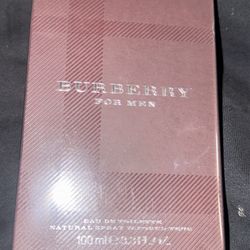 BURBERRY
FOR MEN
EAU DE TOILETTE
NATURAL SPRAY
100 ml